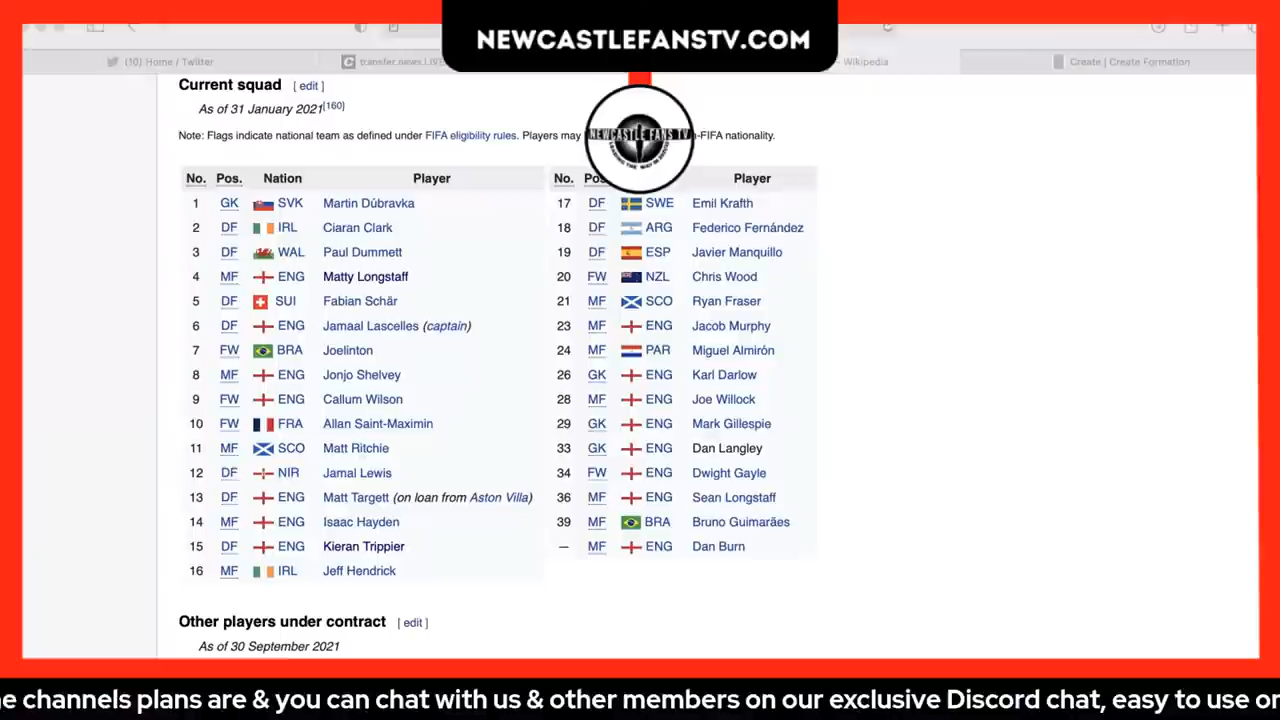 NEWCASTLEFANSTV.COM
(10) Home / Twitter
transfer.news.LIVE
Wikipedia
Create | Create Formation
Current squad [ edit ]
As of 31 January 2021[160]
Note: Flags indicate national team as defined under FIFA eligibility rules. Players may -FIFA nationality.
NEWCASTLE FANS TV
No. Pos. Nation Player No. Player
1 GK SVK Martin Dúbravka 17 DF SWE Emil Krafth
2 DF IRL Ciaran Clark 18 DF ARG Federico Fernández
3 DF WAL Paul Dummett 19 DF ESP Javier Manquillo
4 MF ENG Matty Longstaff 20 FW NZL Chris Wood
5 DF SUI Fabian Schär 21 MF SCO Ryan Fraser
6 DF ENG Jamaal Lascelles (captain) 23 MF ENG Jacob Murphy
7 FW BRA Joelinton 24 MF PAR Miguel Almirón
8 MF ENG Jonjo Shelvey 26 GK ENG Karl Darlow
9 FW ENG Callum Wilson 28 MF ENG Joe Willock
10 FW FRA Allan Saint-Maximin 29 GK ENG Mark Gillespie
11 MF SCO Matt Ritchie 33 GK ENG Dan Langley
12 DF NIR Jamal Lewis 34 FW ENG Dwight Gayle
13 DF ENG Matt Targett (on loan from Aston Villa) 36 MF ENG Sean Longstaff
14 MF ENG Isaac Hayden 39 MF BRA Bruno Guimarães
15 DF ENG Kieran Trippier — MF ENG Dan Burn
16 MF IRL Jeff Hendrick
Other players under contract [ edit ]
As of 30 September 2021
e channels plans are & you can chat with us & other members on our exclusive Discord chat, easy to use